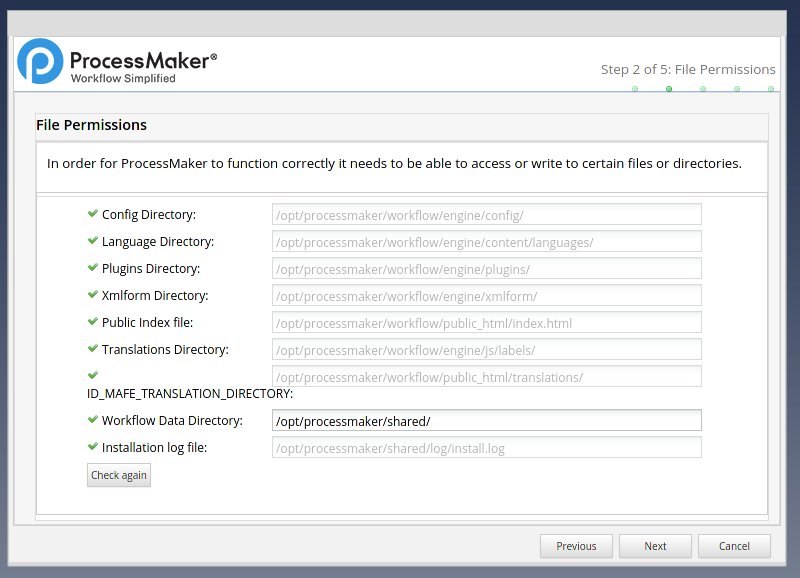 ProcessMaker®
Workflow Simplified
Step 2 of 5: File Permissions
File Permissions
In order for ProcessMaker to function correctly it needs to be able to access or write to certain files or directories.
Config Directory: /opt/processmaker/workflow/engine/config/
Language Directory: /opt/processmaker/workflow/engine/content/languages/
Plugins Directory: /opt/processmaker/workflow/engine/plugins/
Xmlform Directory: /opt/processmaker/workflow/engine/xmlform/
Public Index file: /opt/processmaker/workflow/public_html/index.html
Translations Directory: /opt/processmaker/workflow/engine/js/labels/
/opt/processmaker/workflow/public_html/translations/
ID_MAFE_TRANSLATION_DIRECTORY:
Workflow Data Directory: /opt/processmaker/shared/
Installation log file: /opt/processmaker/shared/log/install.log
Check again
Previous Next Cancel